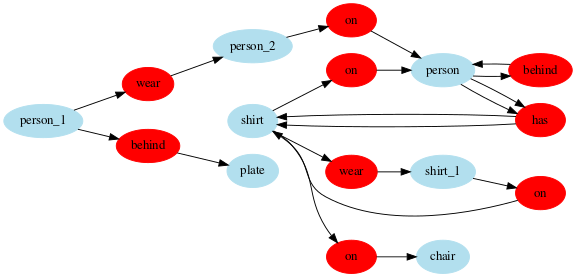 on
person_2
on
person
behind
wear
person_1
shirt
has
behind
plate
wear
shirt_1
on
on
chair